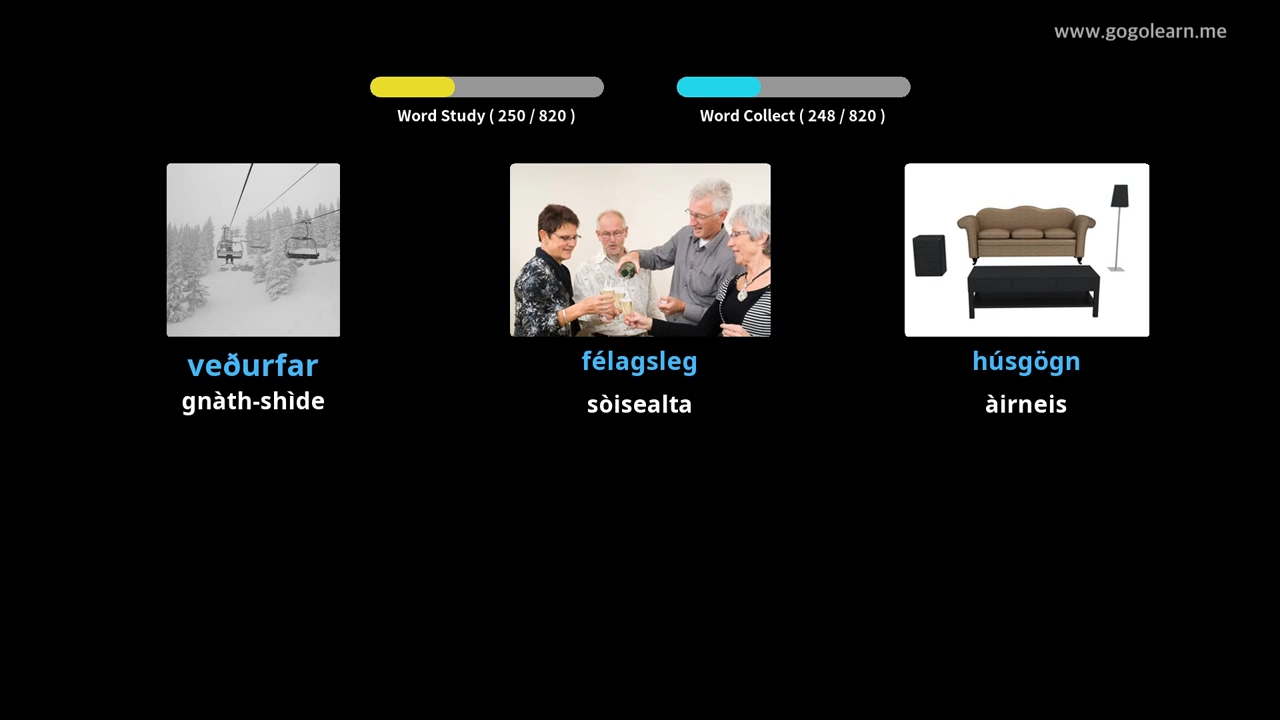 www.gogolearn.me
Word Study ( 250 / 820 )
Word Collect ( 248 / 820 )
veðurfar
gnàth-shìde
félagsleg
sòisealta
húsgögn
àirneis